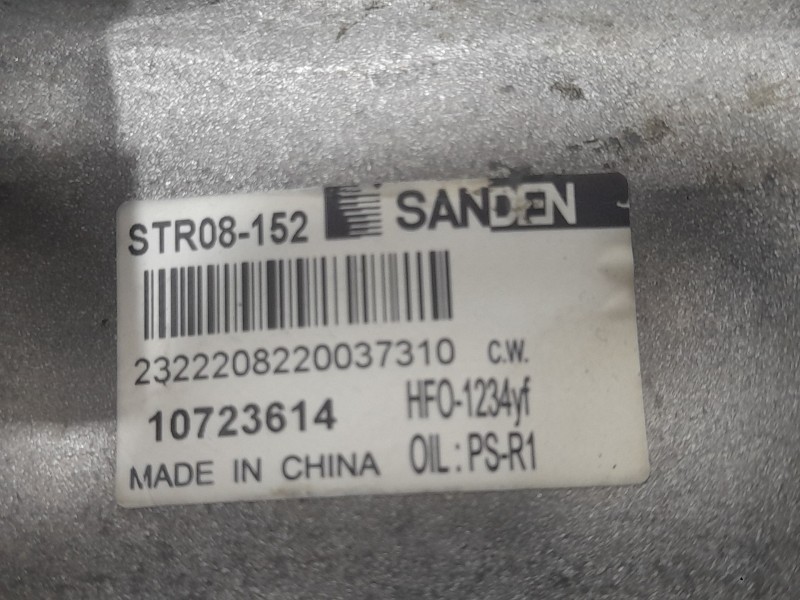 STR08-152 SANDEN
2322208220037310 C.W.
10723614 HFO-1234yf
MADE IN CHINA OIL : PS-R1